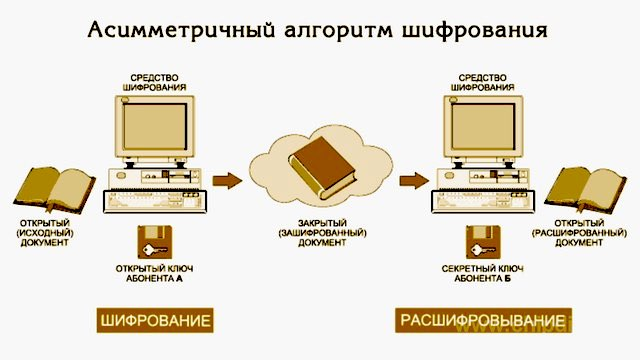 Асимметричный алгоритм шифрования
СРЕДСТВО
ШИФРОВАНИЯ
СРЕДСТВО
ШИФРОВАНИЯ
ОТКРЫТЫЙ
(ИСХОДНЫЙ)
ДОКУМЕНТ
ЗАКРЫТЫЙ
(ЗАШИФРОВАННЫЙ)
ДОКУМЕНТ
ОТКРЫТЫЙ
(РАСШИФРОВАННЫЙ)
ДОКУМЕНТ
ОТКРЫТЫЙ КЛЮЧ
АБОНЕНТА А
СЕКРЕТНЫЙ КЛЮЧ
АБОНЕНТА Б
ШИФРОВАНИЕ
РАСШИФРОВЫВАНИЕ